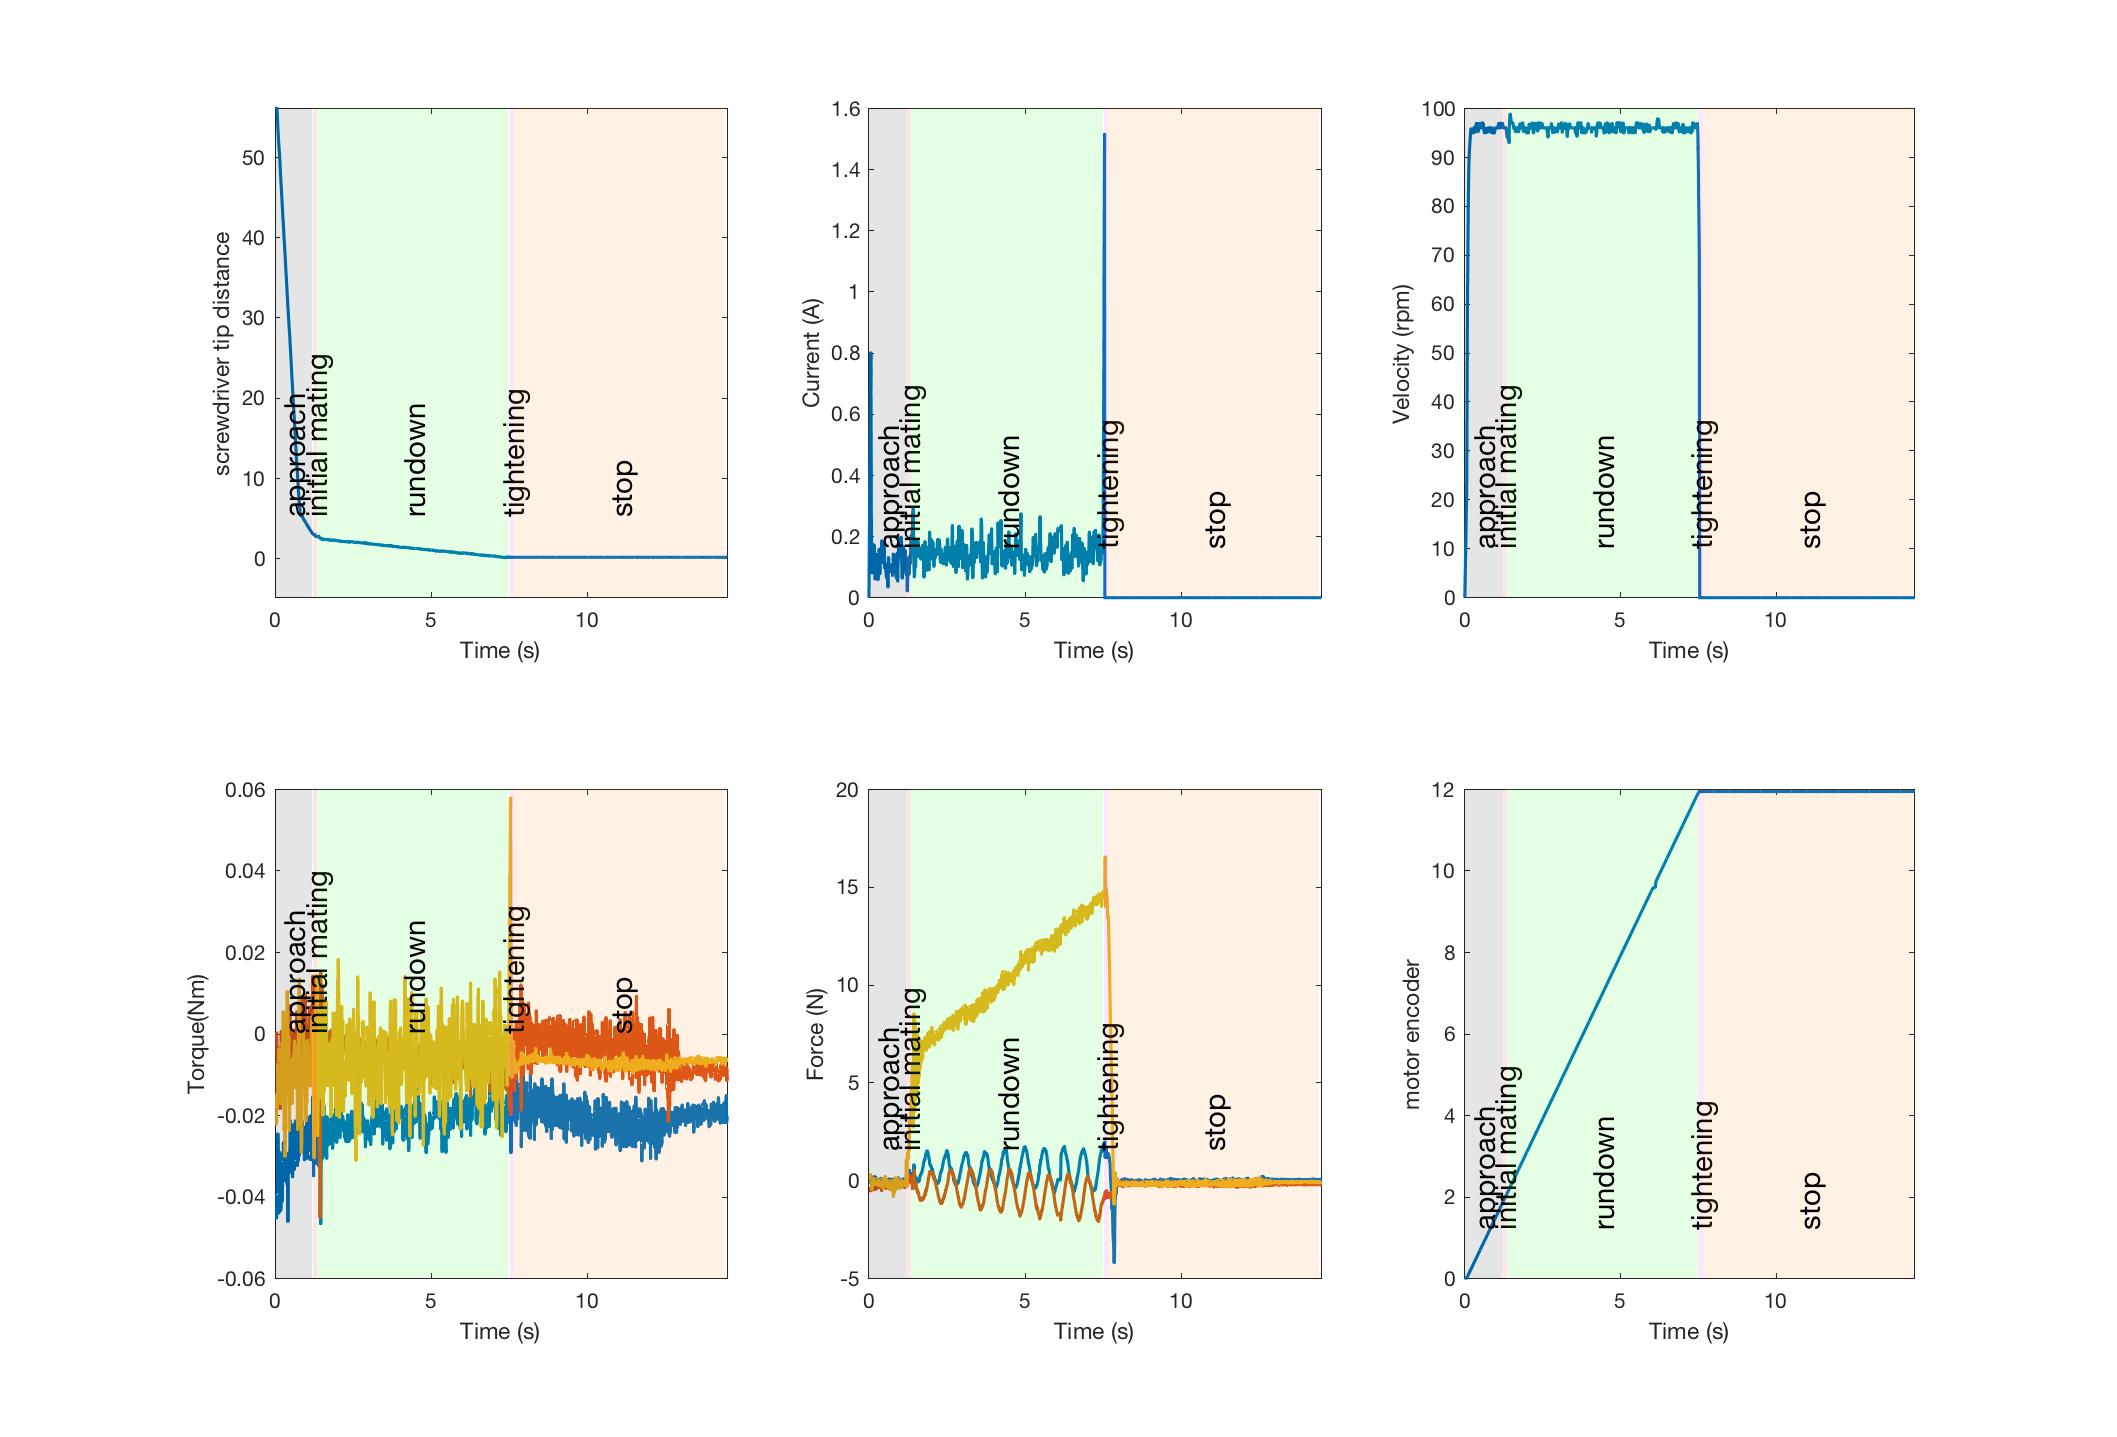 50
40
30
20
10
0
screwdriver tip distance
approach
initial mating
rundown
tightening
stop
0 5 10
Time (s)
1.6
1.4
1.2
1
0.8
0.6
0.4
0.2
0
Current (A)
approach
initial mating
rundown
tightening
stop
0 5 10
Time (s)
100
90
80
70
60
50
40
30
20
10
0
Velocity (rpm)
approach
initial mating
rundown
tightening
stop
0 5 10
Time (s)
0.06
0.04
0.02
0
-0.02
-0.04
-0.06
Torque(Nm)
approach
initial mating
rundown
tightening
stop
0 5 10
Time (s)
20
15
10
5
0
-5
Force (N)
approach
initial mating
rundown
tightening
stop
0 5 10
Time (s)
12
10
8
6
4
2
0
motor encoder
approach
initial mating
rundown
tightening
stop
0 5 10
Time (s)